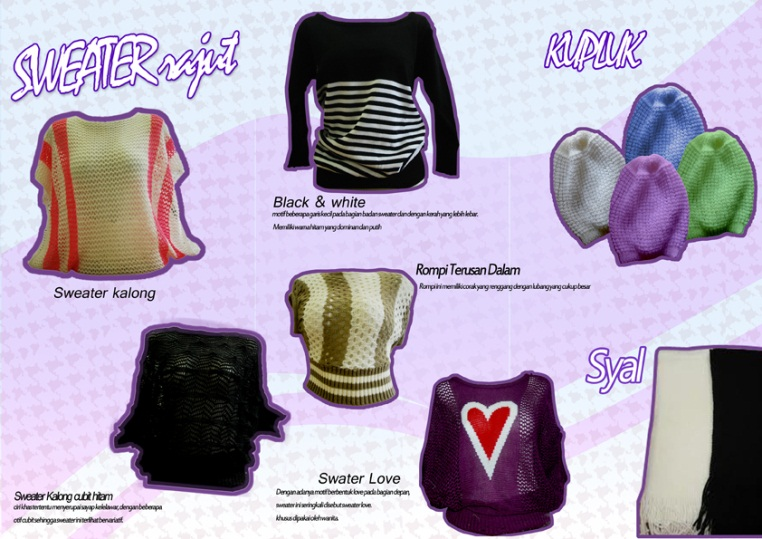 SWEATER rajut
KUPLUK
Black & white
motif beberapa garis kecil pada bagian badan sweater dan dengan kerah yang lebih lebar.
Memiliki warna hitam yang dominan dan putih
Sweater kalong
Rompi Terusan Dalam
Rompi ini memiliki corak yang renggang dengan lubang yang cukup besar
Syal
Swater Love
Dengan adanya motif berbentuk love pada bagian depan,
sweater ini seringkali disebut sweater love.
khusus dipakai oleh wanita.
Sweater Kalong cubit hitam
ciri khas tertentu menyerupai sayap kelelawar, dengan beberapa
citif cubit sehingga sweater ini terlihat bervariatif.